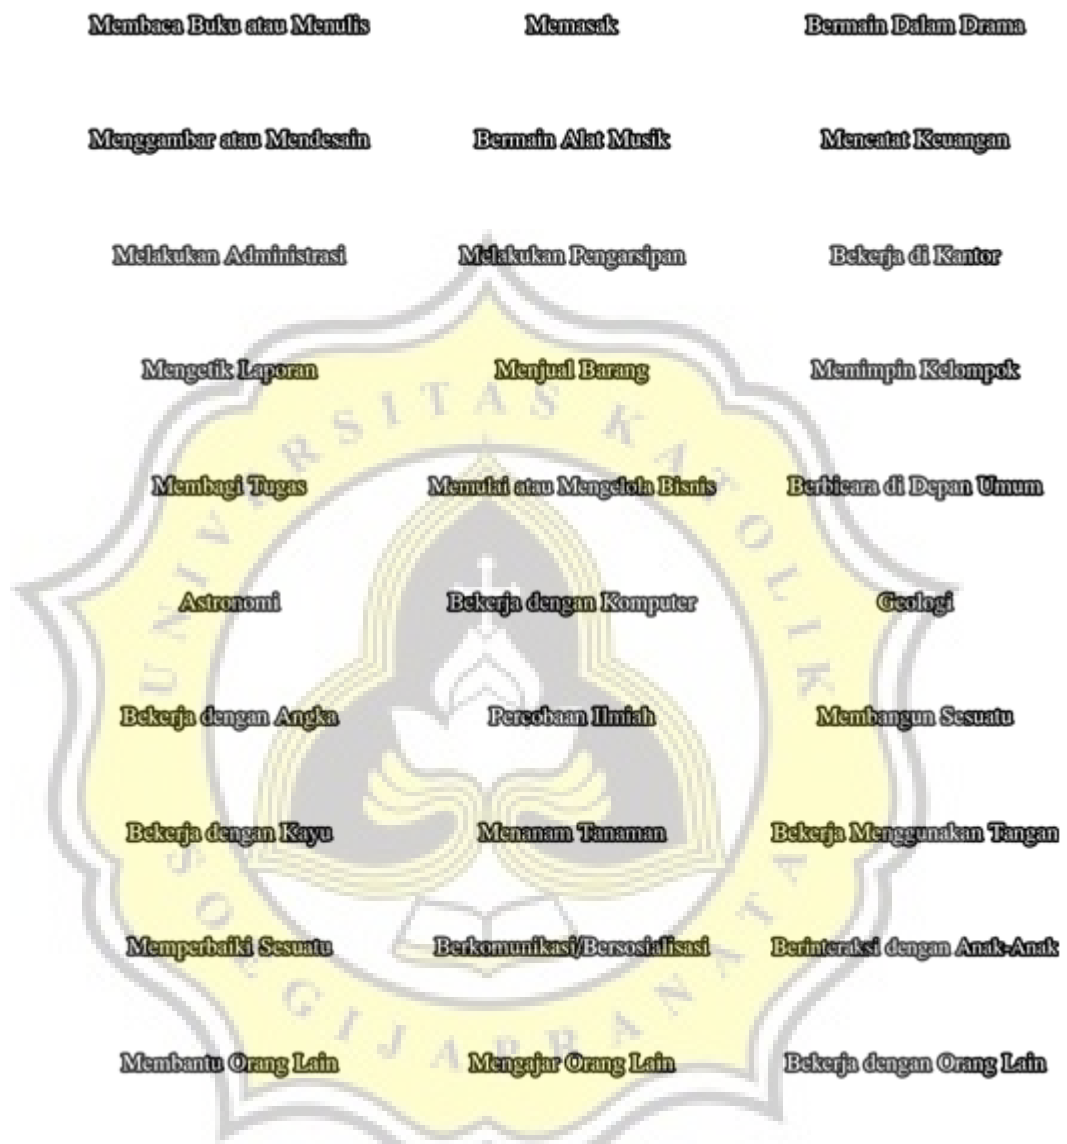 Membaca Buku atau Menulis Memasak Bermain Dalam Drama
Menggambar atau Mendesain Bermain Alat Musik Mencatat Keuangan
Melakukan Administrasi Melakukan Pengarsipan Bekerja di Kantor
Mengetik Laporan Menjual Barang Memimpin Kelompok
Membagi Tugas Memulai atau Mengelola Bisnis Berbicara di Depan Umum
Astronomi Bekerja dengan Komputer Geologi
Bekerja dengan Angka Percobaan Ilmiah Membangun Sesuatu
Bekerja dengan Kayu Menanam Tanaman Bekerja Menggunakan Tangan
Memperbaiki Sesuatu Berkomunikasi/Bersosialisasi Berinteraksi dengan Anak-Anak
Membantu Orang Lain Mengajar Orang Lain Bekerja dengan Orang Lain
UNIVERSITAS KATOLIK
SOEGIJAPRANATA